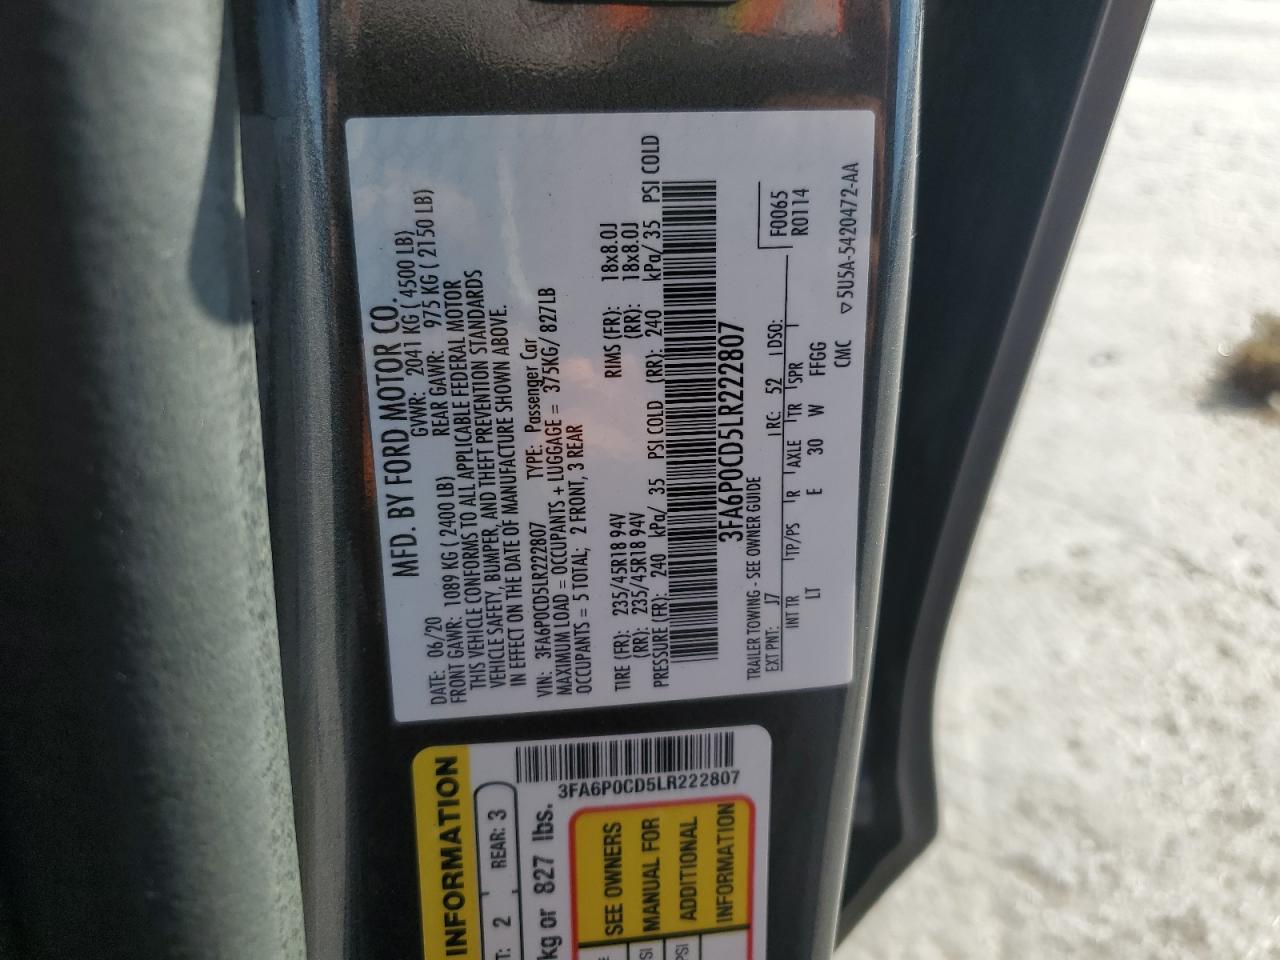 MFD. BY FORD MOTOR CO.
DATE: 06/20 GVWR: 2041 KG ( 4500 LB)
FRONT GAWR: 1089 KG ( 2400 LB) REAR GAWR: 975 KG ( 2150 LB)
THIS VEHICLE CONFORMS TO ALL APPLICABLE FEDERAL MOTOR
VEHICLE SAFETY, BUMPER, AND THEFT PREVENTION STANDARDS
IN EFFECT ON THE DATE OF MANUFACTURE SHOWN ABOVE.
VIN: 3FA6P0CD5LR222807 TYPE: Passenger Car
MAXIMUM LOAD = OCCUPANTS + LUGGAGE = 375KG/ 827LB
OCCUPANTS = 5 TOTAL; 2 FRONT, 3 REAR
TIRE (FR): 235/45R18 94V RIMS (FR): 18x8.0J
(RR): 235/45R18 94V (RR): 18x8.0J
PRESSURE (FR): 240 kPa/ 35 PSI COLD (RR): 240 kPa/ 35 PSI COLD
3FA6P0CD5LR222807
TRAILER TOWING - SEE OWNER GUIDE F0065
EXT PNT: J7 RC: 52 DSO: R0114
INT TR TP/PS R AXLE TR SPR
LT E 30 W FFGG
CMC 5U5A-5420472-AA
INFORMATION
T: 2 REAR: 3
kg or 827 lbs.
3FA6P0CD5LR222807
SEE OWNERS
MANUAL FOR
ADDITIONAL
INFORMATION